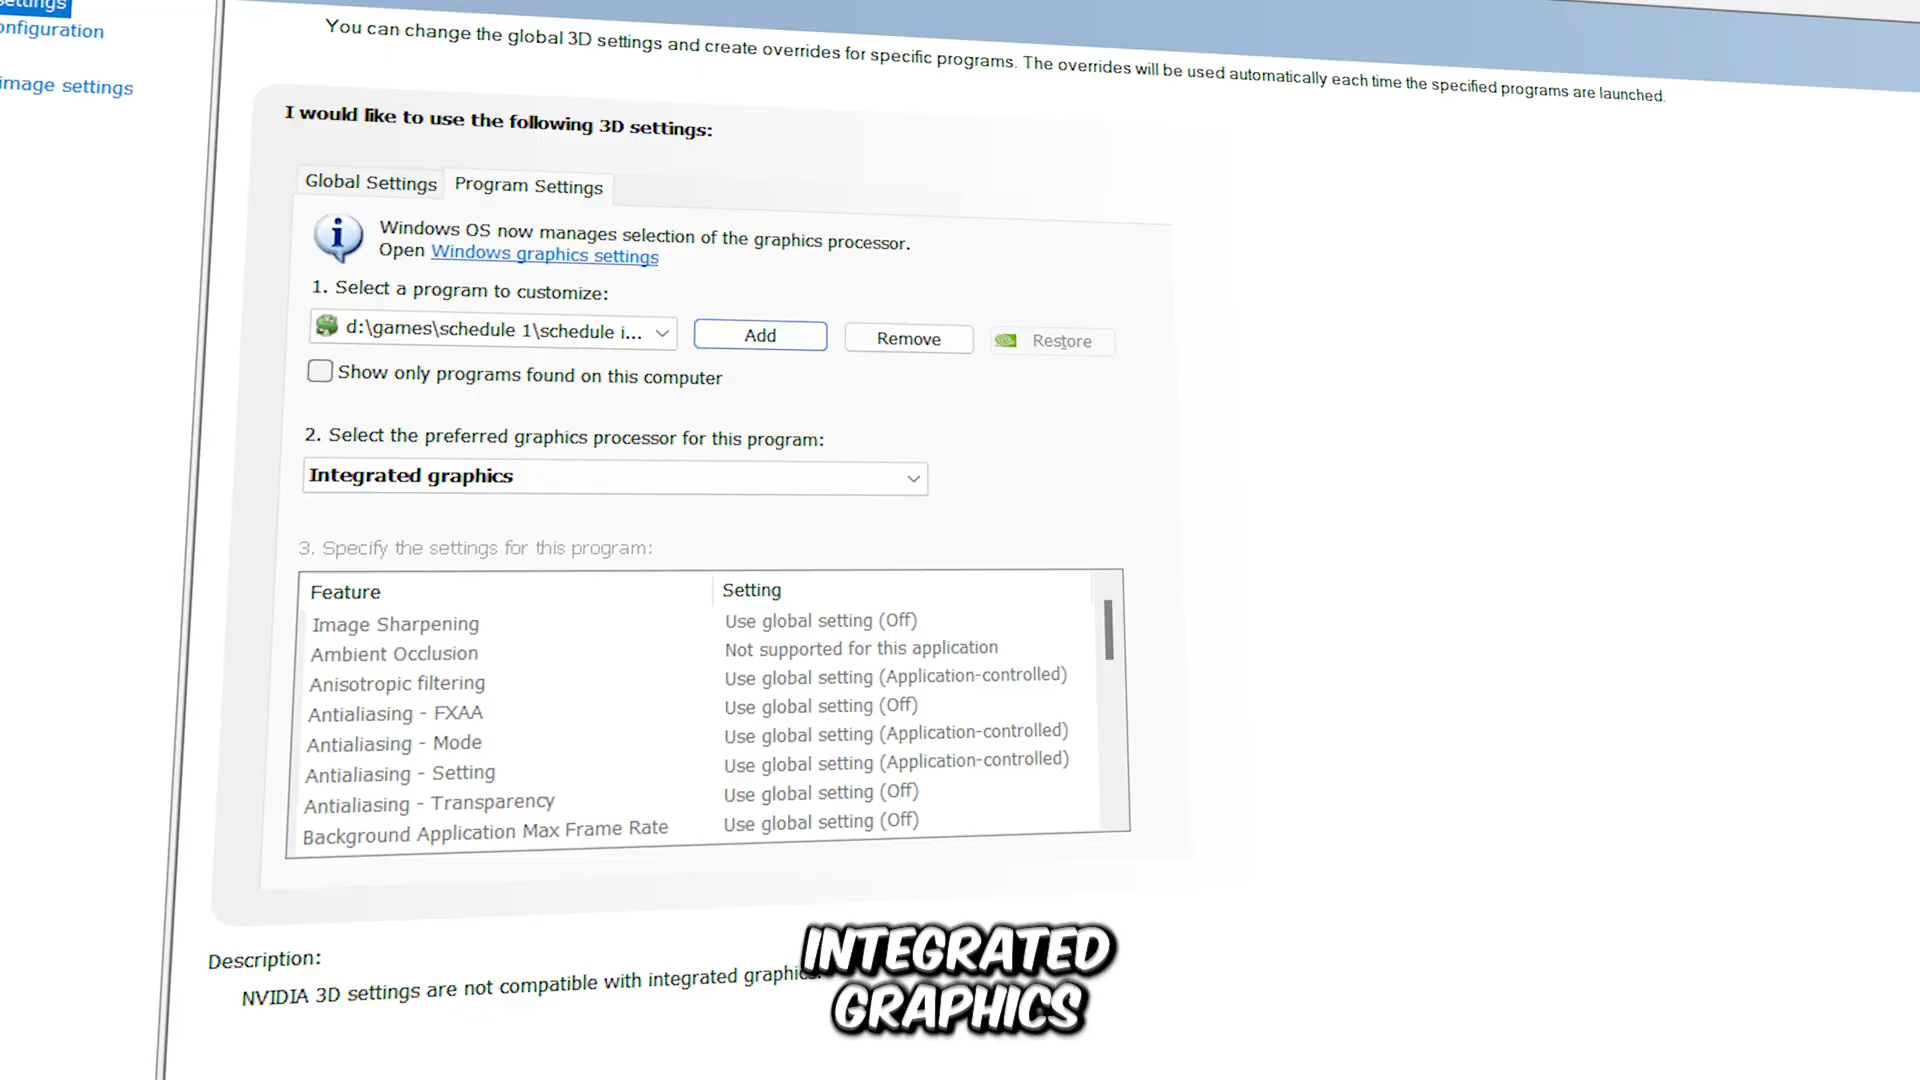 onfiguration
image settings
You can change the global 3D settings and create overrides for specific programs. The overrides will be used automatically each time the specified programs are launched.
I would like to use the following 3D settings:
Global Settings
Program Settings
Windows OS now manages selection of the graphics processor.
Open Windows graphics settings
1. Select a program to customize:
d:\games\schedule 1\schedule i...
Add
Remove
Restore
Show only programs found on this computer
2. Select the preferred graphics processor for this program:
Integrated graphics
3. Specify the settings for this program:
Feature Setting
Image Sharpening Use global setting (Off)
Ambient Occlusion Not supported for this application
Anisotropic filtering Use global setting (Application-controlled)
Antialiasing - FXAA Use global setting (Off)
Antialiasing - Mode Use global setting (Application-controlled)
Antialiasing - Setting Use global setting (Application-controlled)
Antialiasing - Transparency Use global setting (Off)
Background Application Max Frame Rate Use global setting (Off)
Description:
NVIDIA 3D settings are not compatible with integrated graphics.
INTEGRATED
GRAPHICS